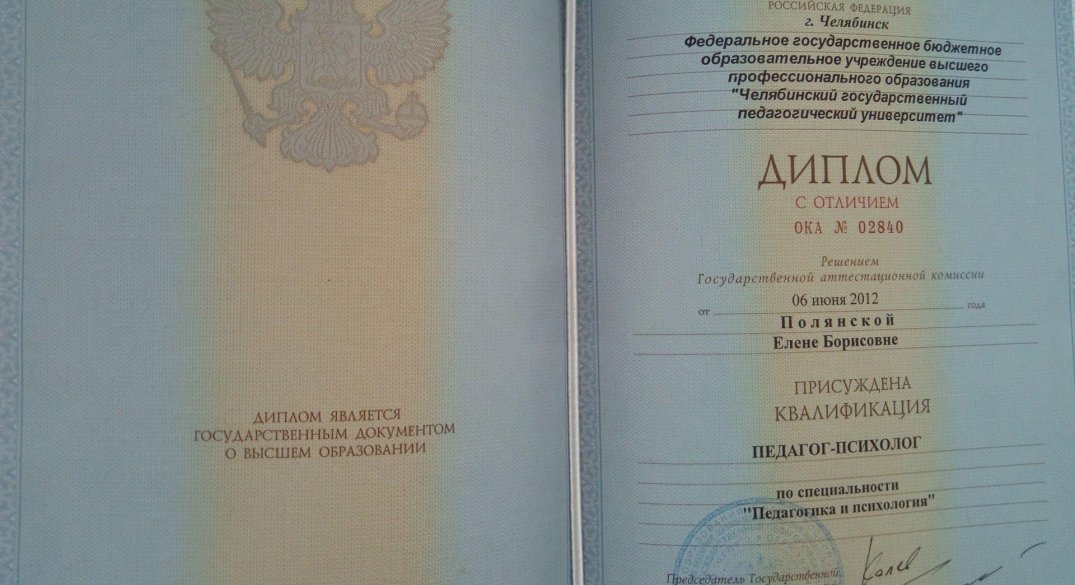 ДИПЛОМ ЯВЛЯЕТСЯ
ГОСУДАРСТВЕННЫМ ДОКУМЕНТОМ
О ВЫСШЕМ ОБРАЗОВАНИИ
РОССИЙСКАЯ ФЕДЕРАЦИЯ
г. Челябинск
Федеральное государственное бюджетное
образовательное учреждение высшего
профессионального образования
"Челябинский государственный
педагогический университет"
ДИПЛОМ
С ОТЛИЧИЕМ
ОКА № 02840
Решением
Государственной аттестационной комиссии
от 06 июня 2012 года
Полянской
Елене Борисовне
ПРИСУЖДЕНА
КВАЛИФИКАЦИЯ
ПЕДАГОГ-ПСИХОЛОГ
по специальности
"Педагогика и психология"
Председатель Государственной